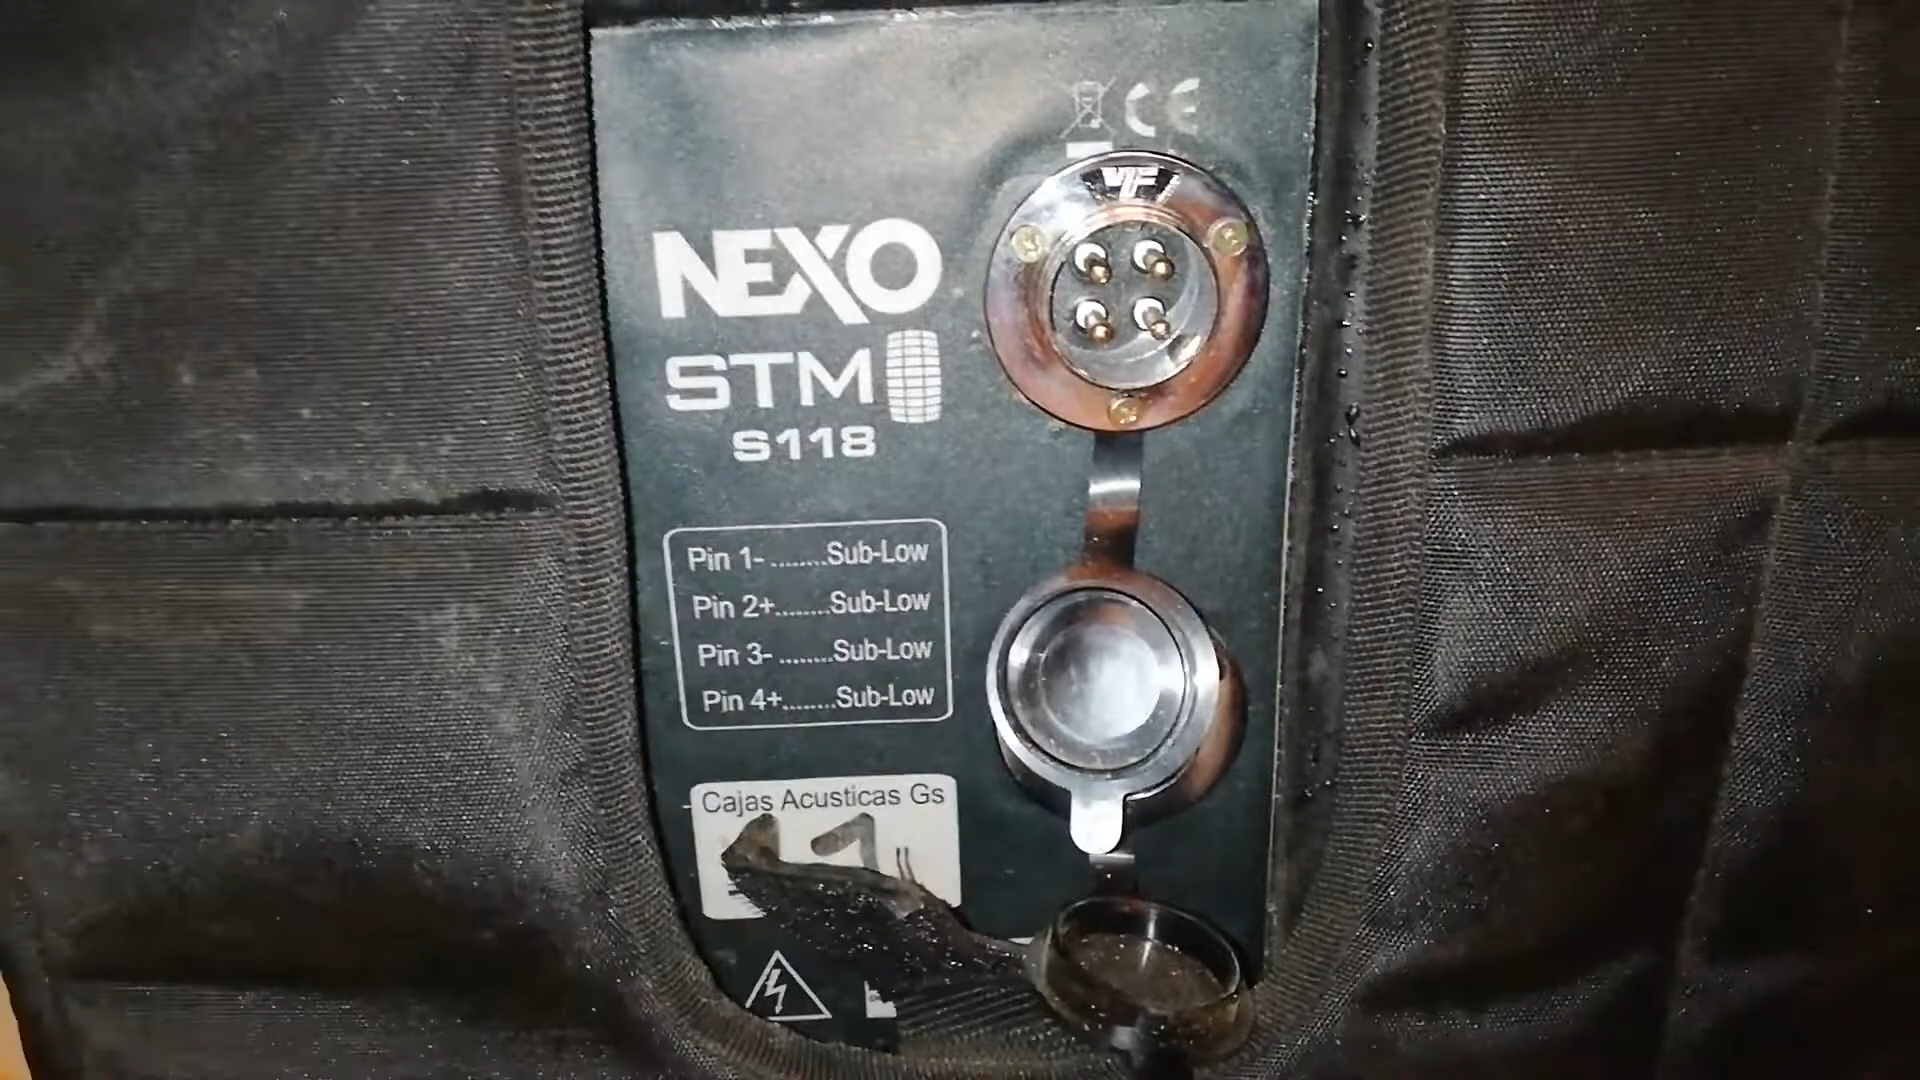 CE
NEXO
STM
S118
Pin 1- ........Sub-Low
Pin 2+........Sub-Low
Pin 3- ........Sub-Low
Pin 4+........Sub-Low
Cajas Acusticas Gs